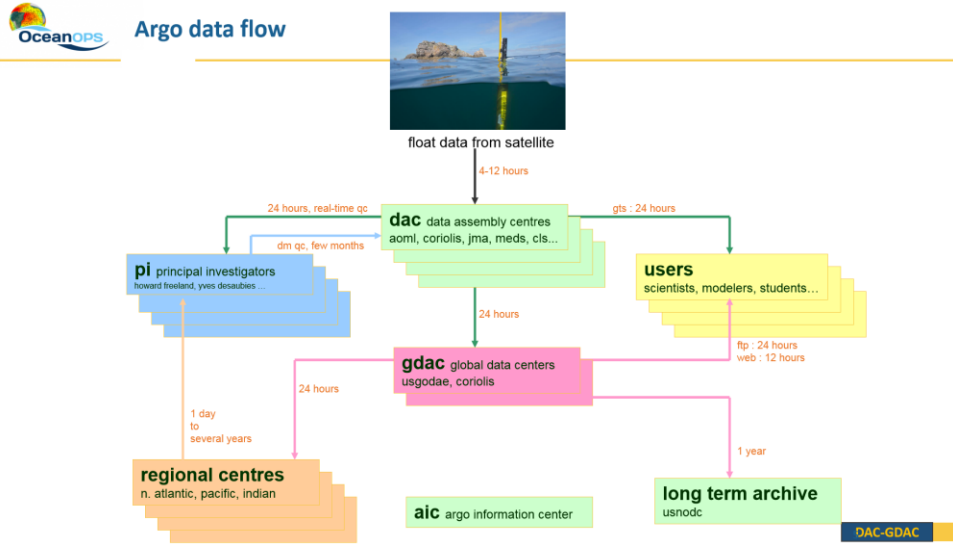 OceanOPS
Argo data flow
float data from satellite
4-12 hours
24 hours, real-time qc
dac data assembly centres
aoml, coriolis, jma, meds, cls...
gts : 24 hours
dm qc, few months
pi principal investigators
howard freeland, yves desaubies ...
users
scientists, modelers, students…
24 hours
ftp : 24 hours
web : 12 hours
gdac global data centers
usgodae, coriolis
24 hours
1 day
to
several years
1 year
regional centres
n. atlantic, pacific, indian
aic argo information center
long term archive
usnodc
DAC-GDAC